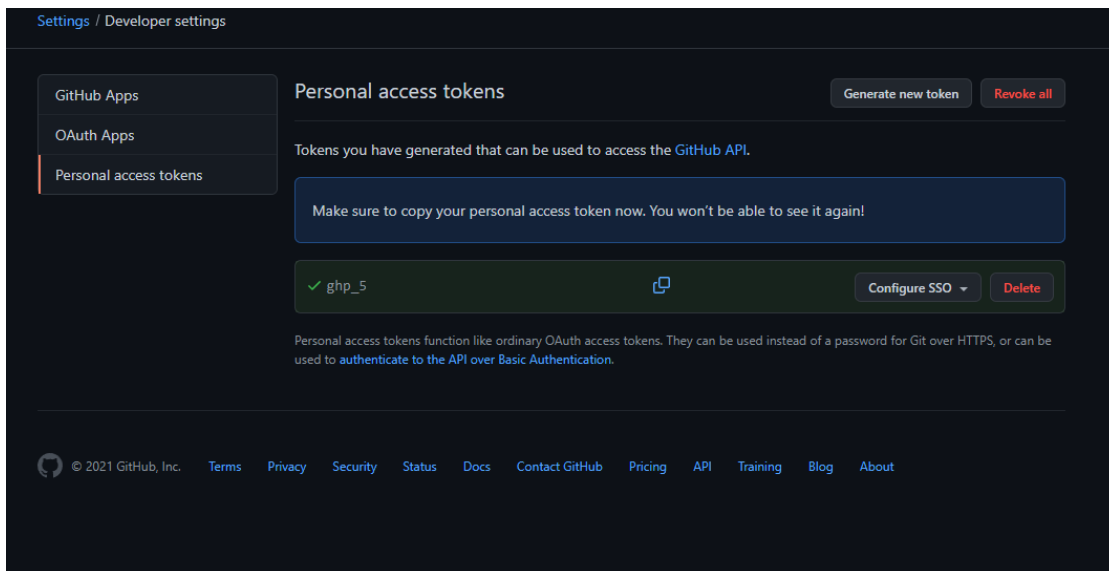 Settings / Developer settings
GitHub Apps
OAuth Apps
Personal access tokens
Personal access tokens
Generate new token
Revoke all
Tokens you have generated that can be used to access the GitHub API.
Make sure to copy your personal access token now. You won't be able to see it again!
ghp_5
Configure SSO
Delete
Personal access tokens function like ordinary OAuth access tokens. They can be used instead of a password for Git over HTTPS, or can be
used to authenticate to the API over Basic Authentication.
© 2021 GitHub, Inc.
Terms
Privacy
Security
Status
Docs
Contact GitHub
Pricing
API
Training
Blog
About